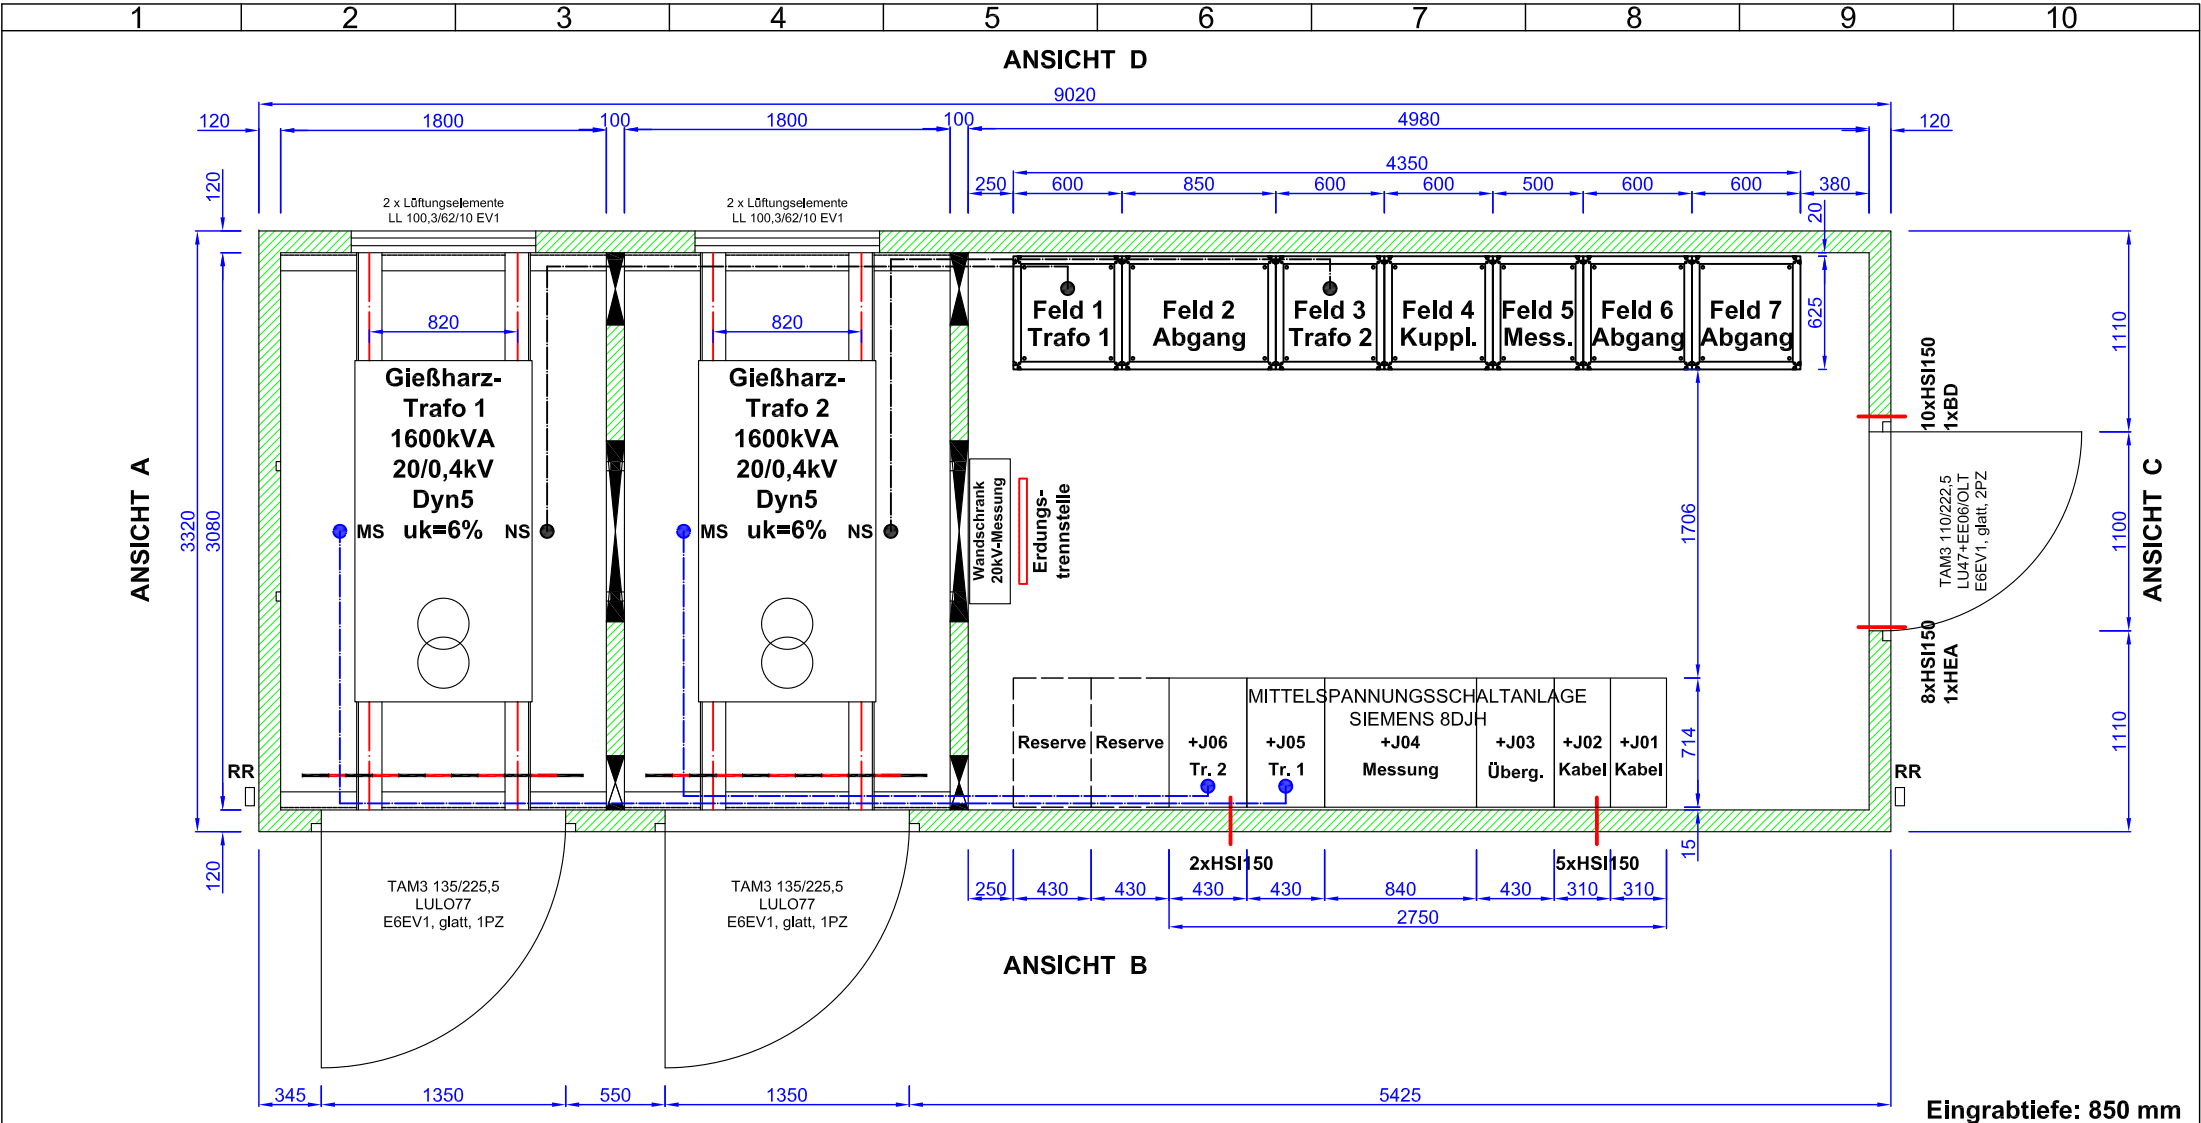 1 2 3 4 5 6 7 8 9 10
ANSICHT D
9020
120 1800 100 1800 100 4980 120
4350
250 600 850 600 600 500 600 600 380
120
20
2 x Lüftungselemente
LL 100,3/62/10 EV1
2 x Lüftungselemente
LL 100,3/62/10 EV1
820
820
Feld 1
Trafo 1
Feld 2
Abgang
Feld 3
Trafo 2
Feld 4
Kuppl.
Feld 5
Mess.
Feld 6
Abgang
Feld 7
Abgang
625
1110
10xHSI150
1xBD
Gießharz-
Trafo 1
1600kVA
20/0,4kV
Dyn5
MS uk=6% NS
Gießharz-
Trafo 2
1600kVA
20/0,4kV
Dyn5
MS uk=6% NS
ANSICHT A
3320
3080
Wandschrank
20kV-Messung
Erdungs-
trennstelle
1706
TAM3 110/222,5
LU47+EE06/OLT
E6EV1, glatt, 2PZ
1100
ANSICHT C
8xHSI150
1xHEA
1110
MITTELSPANNUNGSSCHALTANLAGE
SIEMENS 8DJH
Reserve
Reserve
+J06
Tr. 2
+J05
Tr. 1
+J04
Messung
+J03
Überg.
+J02
Kabel
+J01
Kabel
714
RR
RR
120
15
2xHSI150
5xHSI150
250 430 430 430 430 840 430 310 310
2750
TAM3 135/225,5
LULO77
E6EV1, glatt, 1PZ
TAM3 135/225,5
LULO77
E6EV1, glatt, 1PZ
ANSICHT B
345 1350 550 1350 5425
Eingrabtiefe: 850 mm